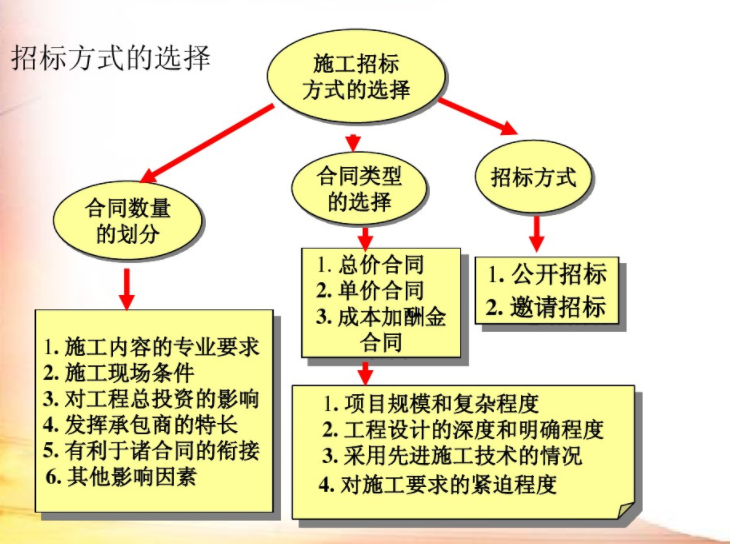 招标方式的选择
施工招标
方式的选择
合同数量
的划分
合同类型
的选择
招标方式
1. 施工内容的专业要求
2. 施工现场条件
3. 对工程总投资的影响
4. 发挥承包商的特长
5. 有利于诸合同的衔接
6. 其他影响因素
1. 总价合同
2. 单价合同
3. 成本加酬金
合同
1. 项目规模和复杂程度
2. 工程设计的深度和明确程度
3. 采用先进施工技术的情况
4. 对施工要求的紧迫程度
1. 公开招标
2. 邀请招标